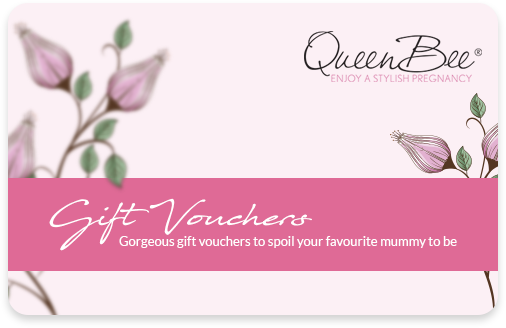 QueenBee®
ENJOY A STYLISH PREGNANCY
Gift Vouchers
Gorgeous gift vouchers to spoil your favourite mummy to be